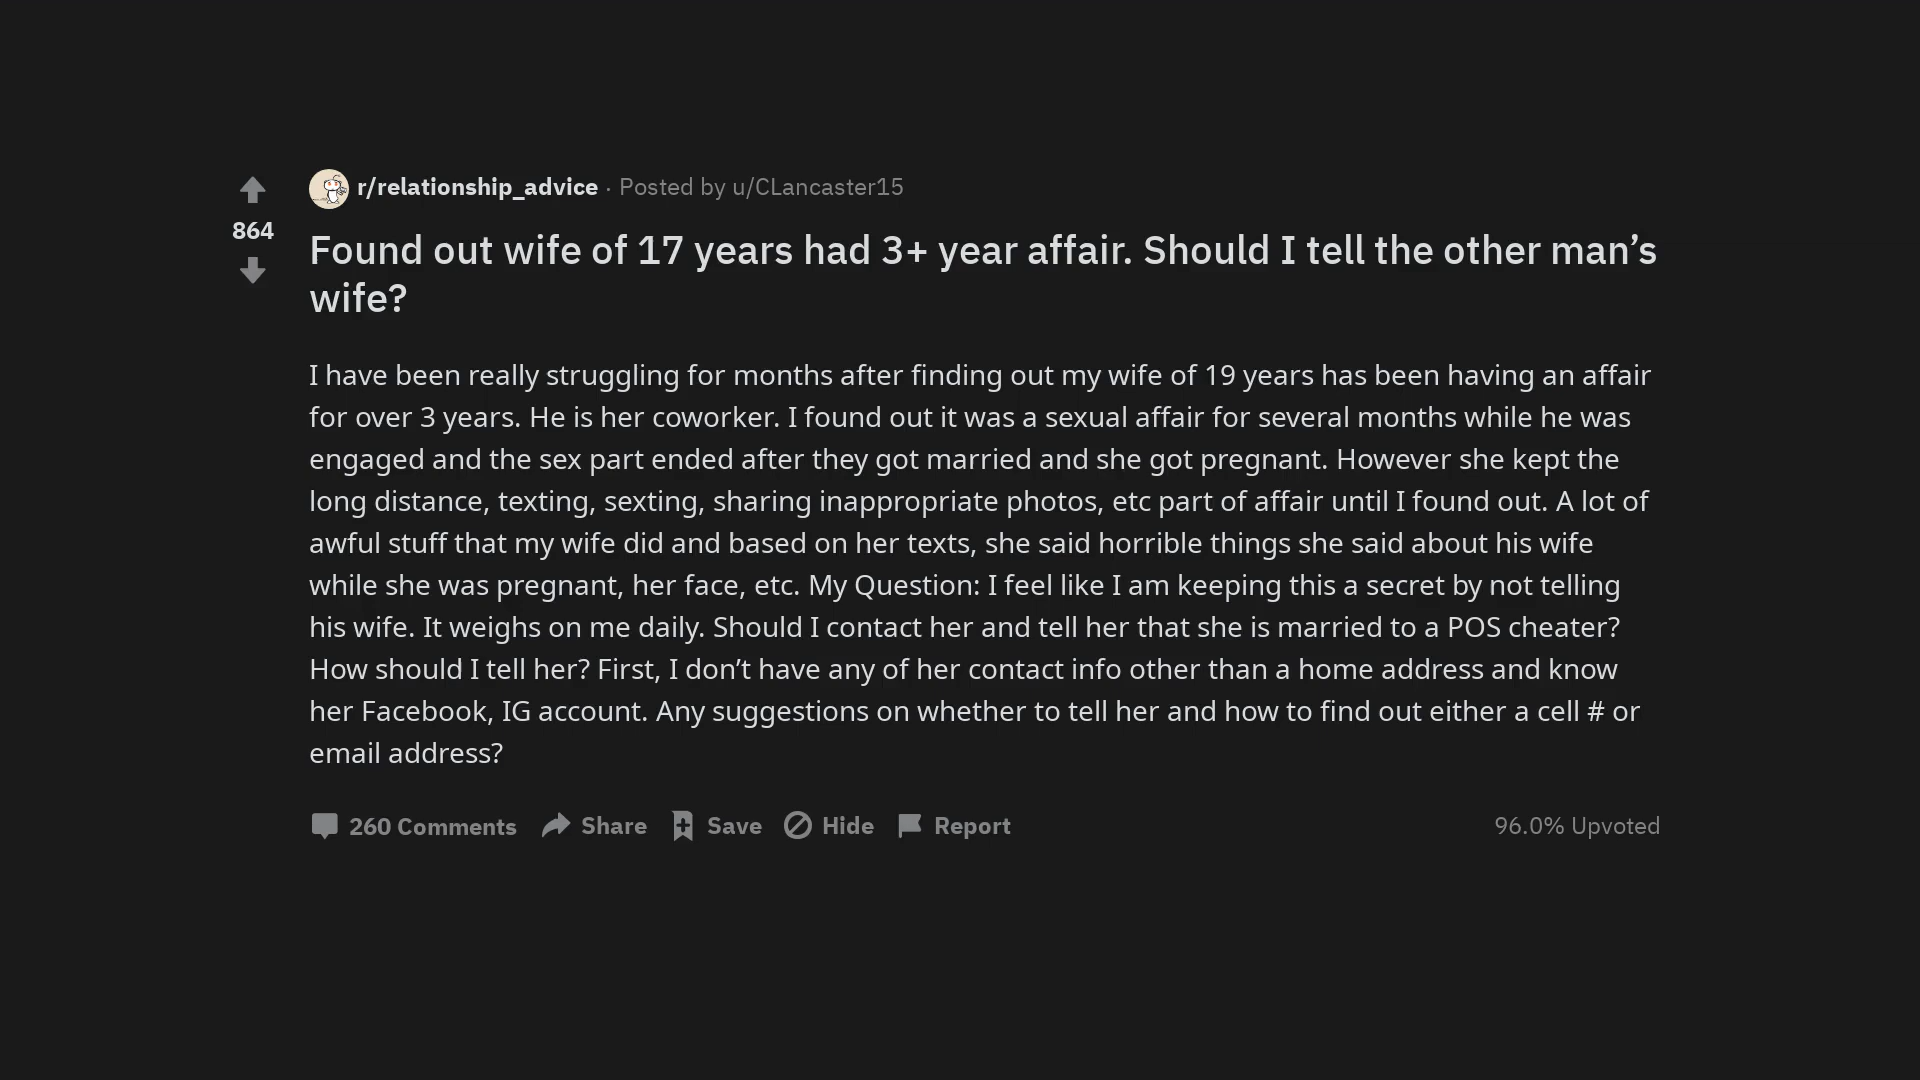 r/relationship_advice · Posted by u/CLancaster15
864
Found out wife of 17 years had 3+ year affair. Should I tell the other man’s
wife?
I have been really struggling for months after finding out my wife of 19 years has been having an affair
for over 3 years. He is her coworker. I found out it was a sexual affair for several months while he was
engaged and the sex part ended after they got married and she got pregnant. However she kept the
long distance, texting, sexting, sharing inappropriate photos, etc part of affair until I found out. A lot of
awful stuff that my wife did and based on her texts, she said horrible things she said about his wife
while she was pregnant, her face, etc. My Question: I feel like I am keeping this a secret by not telling
his wife. It weighs on me daily. Should I contact her and tell her that she is married to a POS cheater?
How should I tell her? First, I don’t have any of her contact info other than a home address and know
her Facebook, IG account. Any suggestions on whether to tell her and how to find out either a cell # or
email address?
260 Comments Share Save Hide Report 96.0% Upvoted